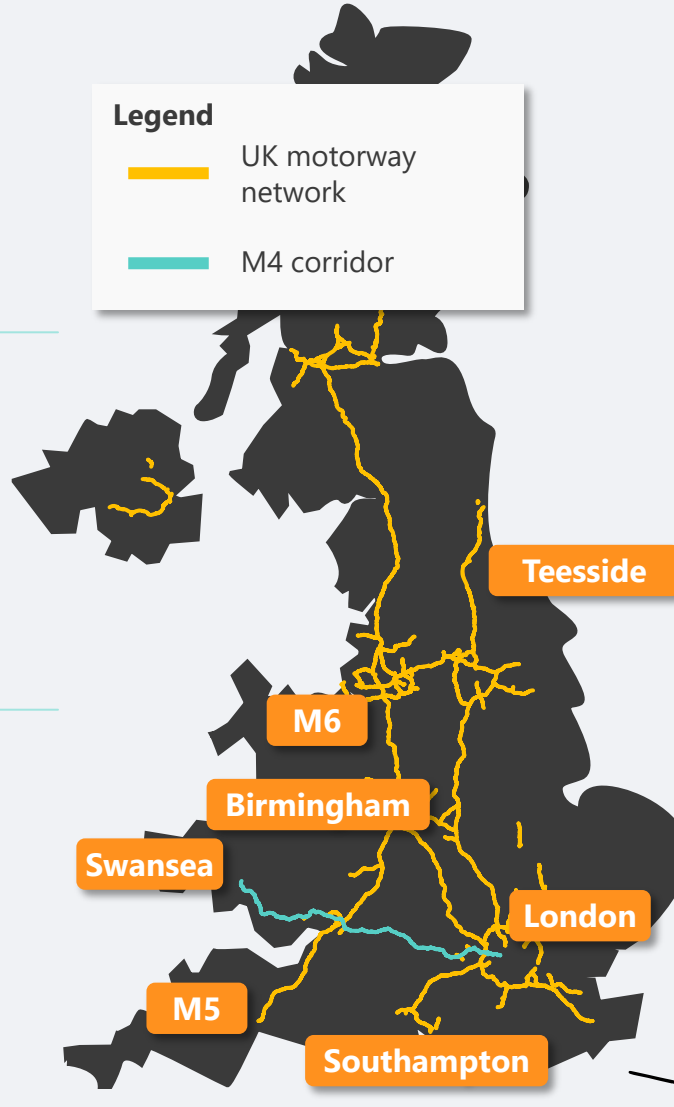 Legend
UK motorway
network
M4 corridor
Teesside
M6
Birmingham
Swansea
London
M5
Southampton